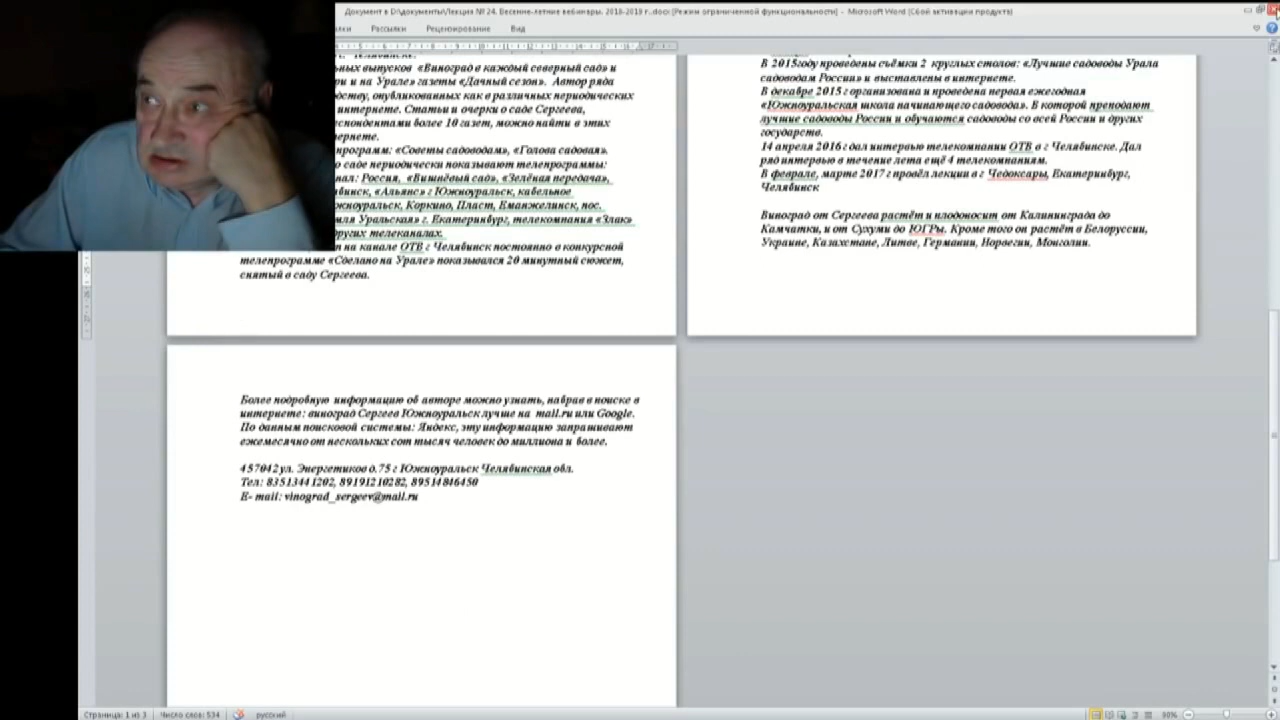 Документ в D:\документы\Лекция № 24. Весенне-летние вебинары. 2018-2019 г..docx [Режим ограниченной функциональности] - Microsoft Word (Сбой активации продукта)
Рассылки Рецензирование Вид
г. Челябинске.
выпусков «Виноград в каждый северный сад» и
и на Урале» газеты «Дачный сезон». Автор ряда
опубликованных как в различных периодических
интернете. Статьи и очерки о саде Сергеева,
более 10 газет, можно найти в этих
программ: «Советы садоводам», «Голова садовая».
о саде периодически показывают телепрограммы:
Россия, «Вишнёвый сад», «Зелёная передача»,
«Альянс» г Южноуральск, кабельное
Коркино, Пласт, Еманжелинск, пос.
Уральская» г. Екатеринбург, телекомпания «Злак»
других телеканалах.
на канале ОТВ г Челябинск постоянно в конкурсной
телепрограмме «Сделано на Урале» показывался 20 минутный сюжет,
снятый в саду Сергеева.
В 2015году проведены съёмки 2 круглых столов: «Лучшие садоводы Урала
садоводам России» и выставлены в интернете.
В декабре 2015 г организована и проведена первая ежегодная
«Южноуральская школа начинающего садовода». В которой преподают
лучшие садоводы России и обучаются садоводы со всей России и других
государств.
14 апреля 2016 г дал интервью телекомпании ОТВ в г Челябинске. Дал
ряд интервью в течение лета ещё 4 телекомпаниям.
В феврале, марте 2017 г провёл лекции в г Чебоксары, Екатеринбург,
Челябинск
Виноград от Сергеева растёт и плодоносит от Калининграда до
Камчатки, и от Сухуми до ЮГРы. Кроме того он растёт в Белоруссии,
Украине, Казахстане, Литве, Германии, Норвегии, Монголии.
Более подробную информацию об авторе можно узнать, набрав в поиске в
интернете: виноград Сергеев Южноуральск лучше на mail.ru или Google.
По данным поисковой системы: Яндекс, эту информацию запрашивают
ежемесячно от нескольких сот тысяч человек до миллиона и более.
457042 ул. Энергетиков д.75 г Южноуральск Челябинская обл.
Тел: 83513441202, 89191210282, 89514846450
E- mail: vinograd_sergeev@mail.ru
Страница: 1 из 3 Число слов: 534 русский 90%